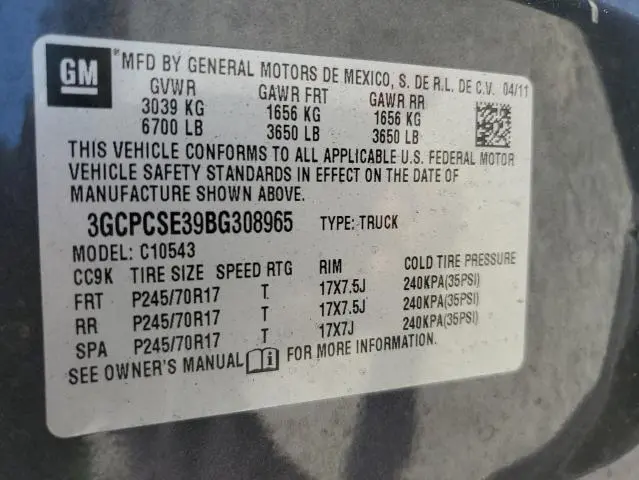 GM
*MFD BY GENERAL MOTORS DE MEXICO, S. DE R.L. DE C.V. 04/11
GVWR GAWR FRT GAWR RR
3039 KG 1656 KG 1656 KG
6700 LB 3650 LB 3650 LB
THIS VEHICLE CONFORMS TO ALL APPLICABLE U.S. FEDERAL MOTOR
VEHICLE SAFETY STANDARDS IN EFFECT ON THE DATE OF
MANUFACTURE SHOWN ABOVE.
3GCPCSE39BG308965 TYPE: TRUCK
MODEL: C10543
CC9K TIRE SIZE SPEED RTG RIM COLD TIRE PRESSURE
FRT P245/70R17 T 17X7.5J 240KPA(35PSI)
RR P245/70R17 T 17X7.5J 240KPA(35PSI)
SPA P245/70R17 T 17X7J 240KPA(35PSI)
SEE OWNER'S MANUAL i FOR MORE INFORMATION.